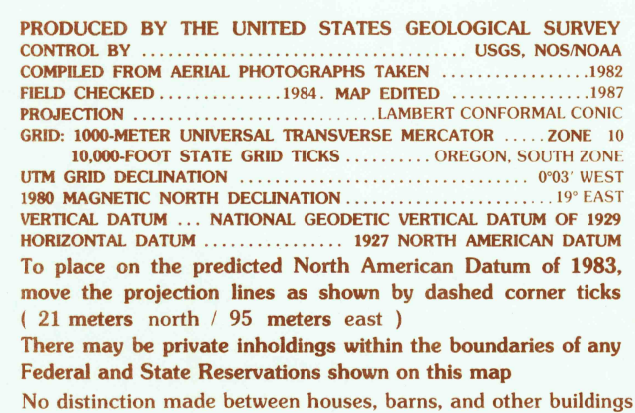 PRODUCED BY THE UNITED STATES GEOLOGICAL SURVEY
CONTROL BY ........................................ USGS, NOS/NOAA
COMPILED FROM AERIAL PHOTOGRAPHS TAKEN ..................1982
FIELD CHECKED...............1984. MAP EDITED .....................1987
PROJECTION ..............................LAMBERT CONFORMAL CONIC
GRID: 1000-METER UNIVERSAL TRANSVERSE MERCATOR .....ZONE 10
10,000-FOOT STATE GRID TICKS ..........OREGON, SOUTH ZONE
UTM GRID DECLINATION ..................................... 0°03′ WEST
1980 MAGNETIC NORTH DECLINATION..........................19° EAST
VERTICAL DATUM ... NATIONAL GEODETIC VERTICAL DATUM OF 1929
HORIZONTAL DATUM ............... 1927 NORTH AMERICAN DATUM
To place on the predicted North American Datum of 1983,
move the projection lines as shown by dashed corner ticks
( 21 meters north / 95 meters east )
There may be private inholdings within the boundaries of any
Federal and State Reservations shown on this map
No distinction made between houses, barns, and other buildings